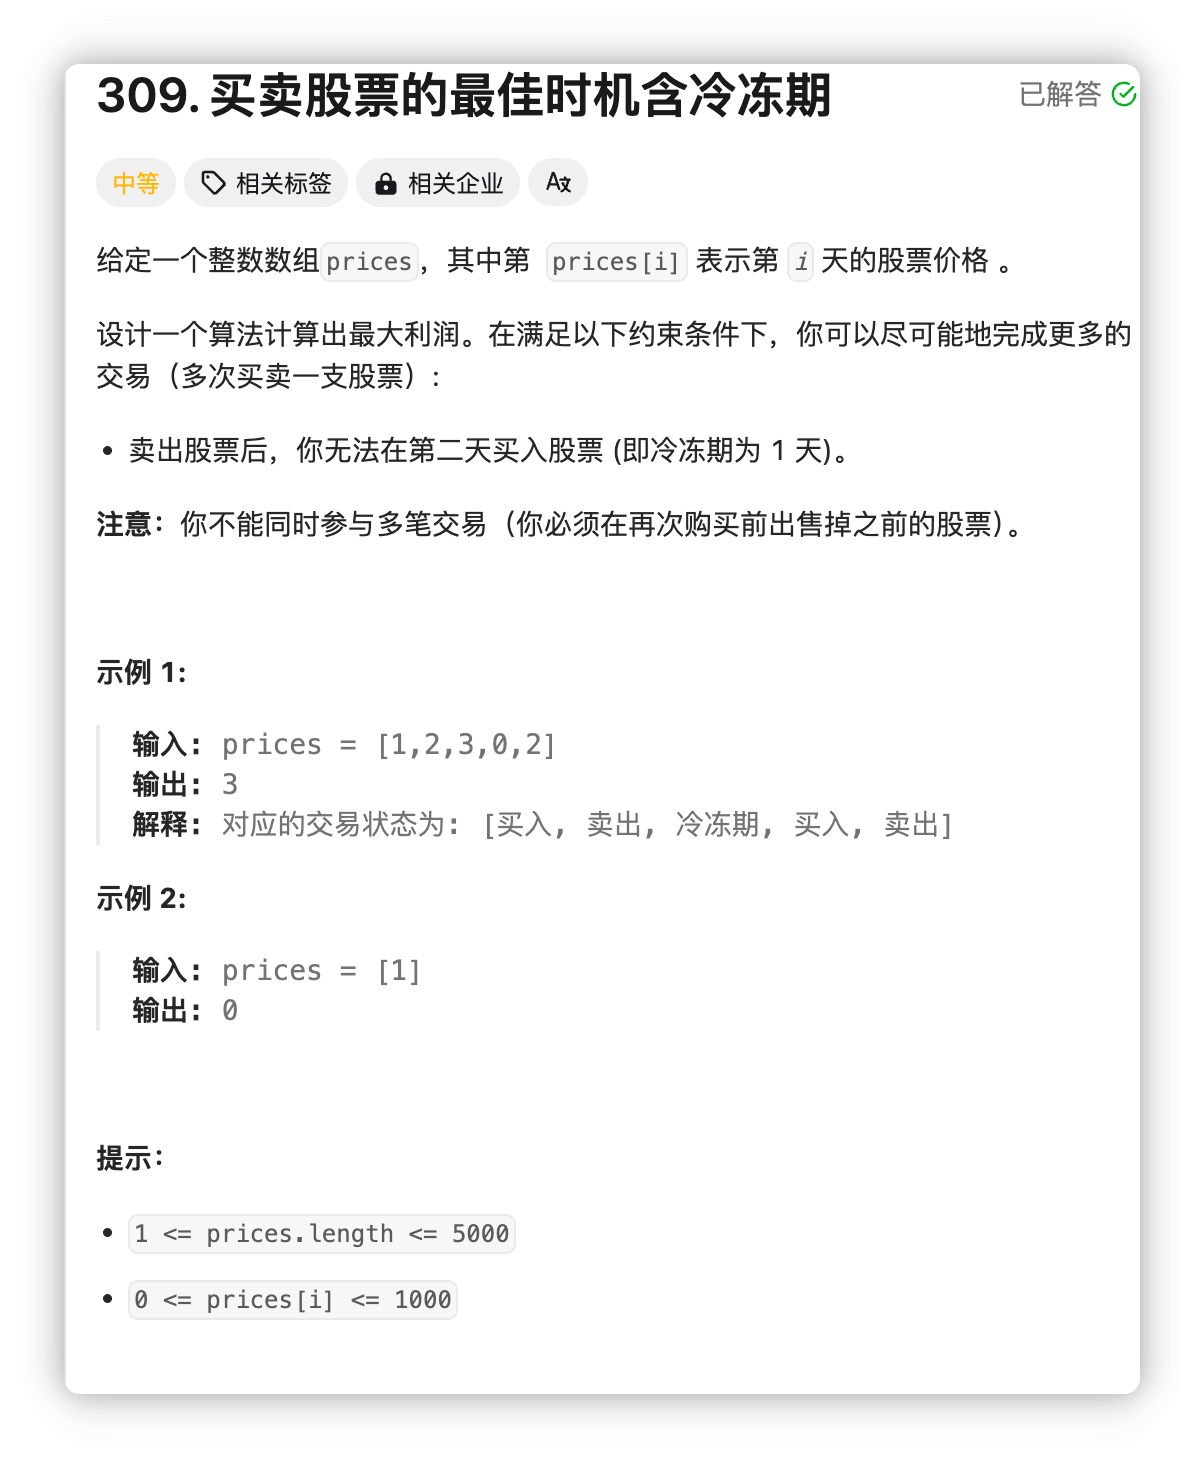 309. 买卖股票的最佳时机含冷冻期
已解答
中等
相关标签
相关企业
给定一个整数数组prices，其中第 prices[i] 表示第 i 天的股票价格 。
设计一个算法计算出最大利润。在满足以下约束条件下，你可以尽可能地完成更多的
交易（多次买卖一支股票）:
• 卖出股票后，你无法在第二天买入股票 (即冷冻期为 1 天)。
注意：你不能同时参与多笔交易（你必须在再次购买前出售掉之前的股票）。
示例 1:
输入: prices = [1,2,3,0,2]
输出: 3
解释: 对应的交易状态为: [买入, 卖出, 冷冻期, 买入, 卖出]
示例 2:
输入: prices = [1]
输出: 0
提示：
• 1 <= prices.length <= 5000
• 0 <= prices[i] <= 1000